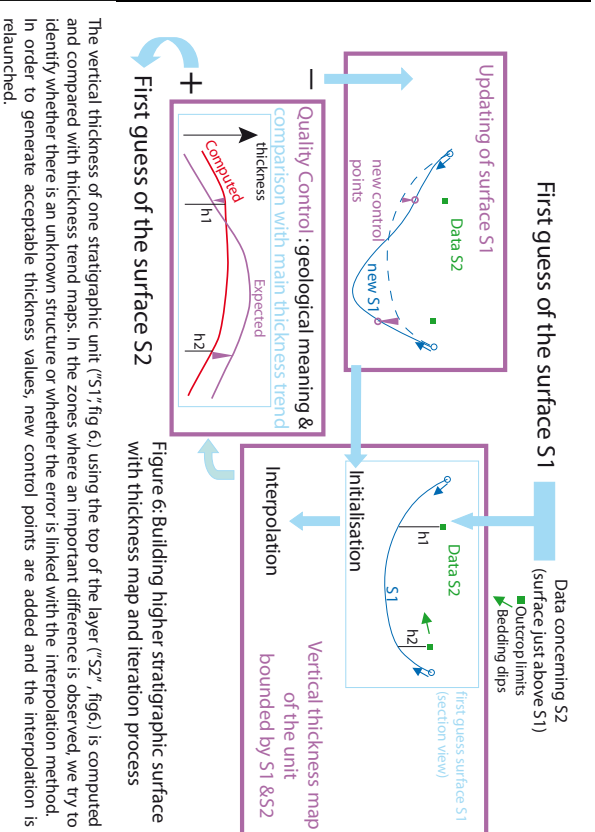 First guess of the surface S1
Data concerning S2
(surface just above S1)
Outcrop limits
Bedding dips
Updating of surface S1
Data S2
new control
points
new S1
first guess surface S1
(section view)
Data S2
h1
h2
S1
Initialisation
Interpolation
Vertical thickness map
of the unit
bounded by S1 &S2
–
+
Quality Control : geological meaning &
comparison with main thickness trend
thickness
Computed
Expected
h1
h2
First guess of the surface S2
Figure 6: Building higher stratigraphic surface
with thickness map and iteration process
The vertical thickness of one stratigraphic unit ("S1", fig 6.) using the top of the layer ("S2" , fig6.) is computed
and compared with thickness trend maps. In the zones where an important difference is observed, we try to
identify whether there is an unknown structure or whether the error is linked with the interpolation method.
In order to generate acceptable thickness values, new control points are added and the interpolation is
relaunched.